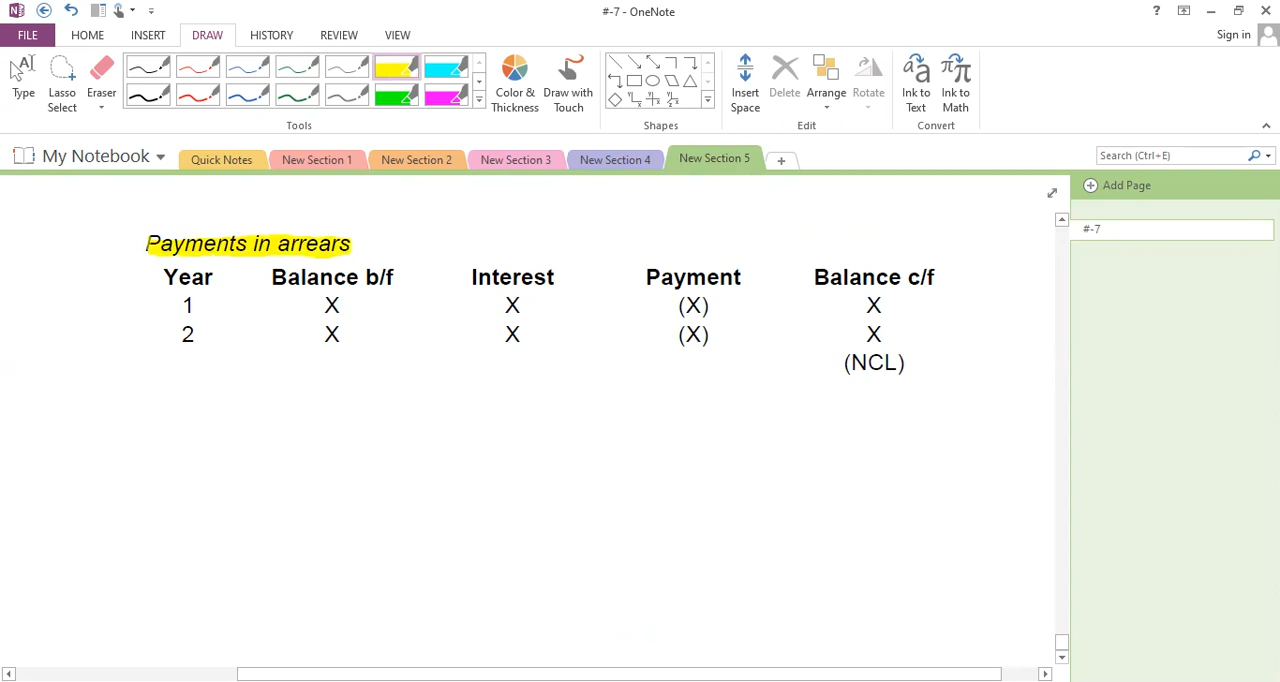 #-7 - OneNote
?
FILE HOME INSERT DRAW HISTORY REVIEW VIEW
Sign in
Type
Lasso Select
Eraser
Color & Thickness
Draw with Touch
Insert Space
Delete
Arrange
Rotate
Ink to Text
Ink to Math
Tools
Shapes
Edit
Convert
My Notebook
Quick Notes
New Section 1
New Section 2
New Section 3
New Section 4
New Section 5
Search (Ctrl+E)
Add Page
#-7
Payments in arrears
Year Balance b/f Interest Payment Balance c/f
1 X X (X) X
2 X X (X) X
(NCL)